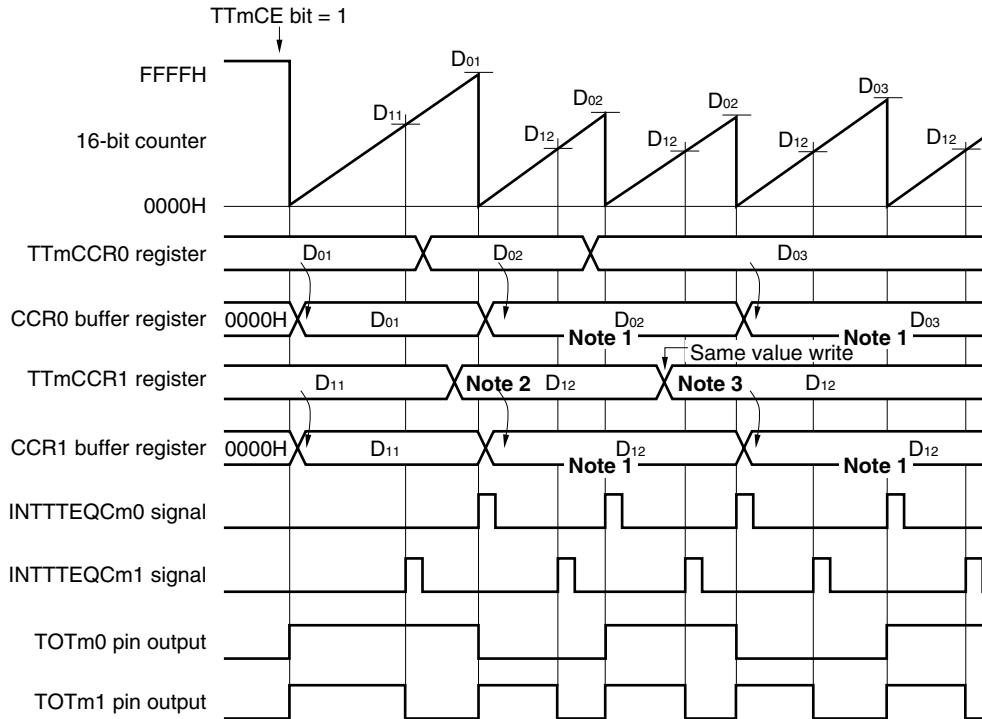 TTmCE bit = 1
FFFFH
16-bit counter
0000H
D01
D11
D02
D12
D02
D12
D03
D12
D12
TTmCCR0 register
D01
D02
D03
CCR0 buffer register
0000H
D01
D02
D03
Note 1
Note 1
Same value write
TTmCCR1 register
D11
Note 2
D12
Note 3
D12
CCR1 buffer register
0000H
D11
D12
D12
Note 1
Note 1
INTTTEQCm0 signal
INTTTEQCm1 signal
TOTm0 pin output
TOTm1 pin output